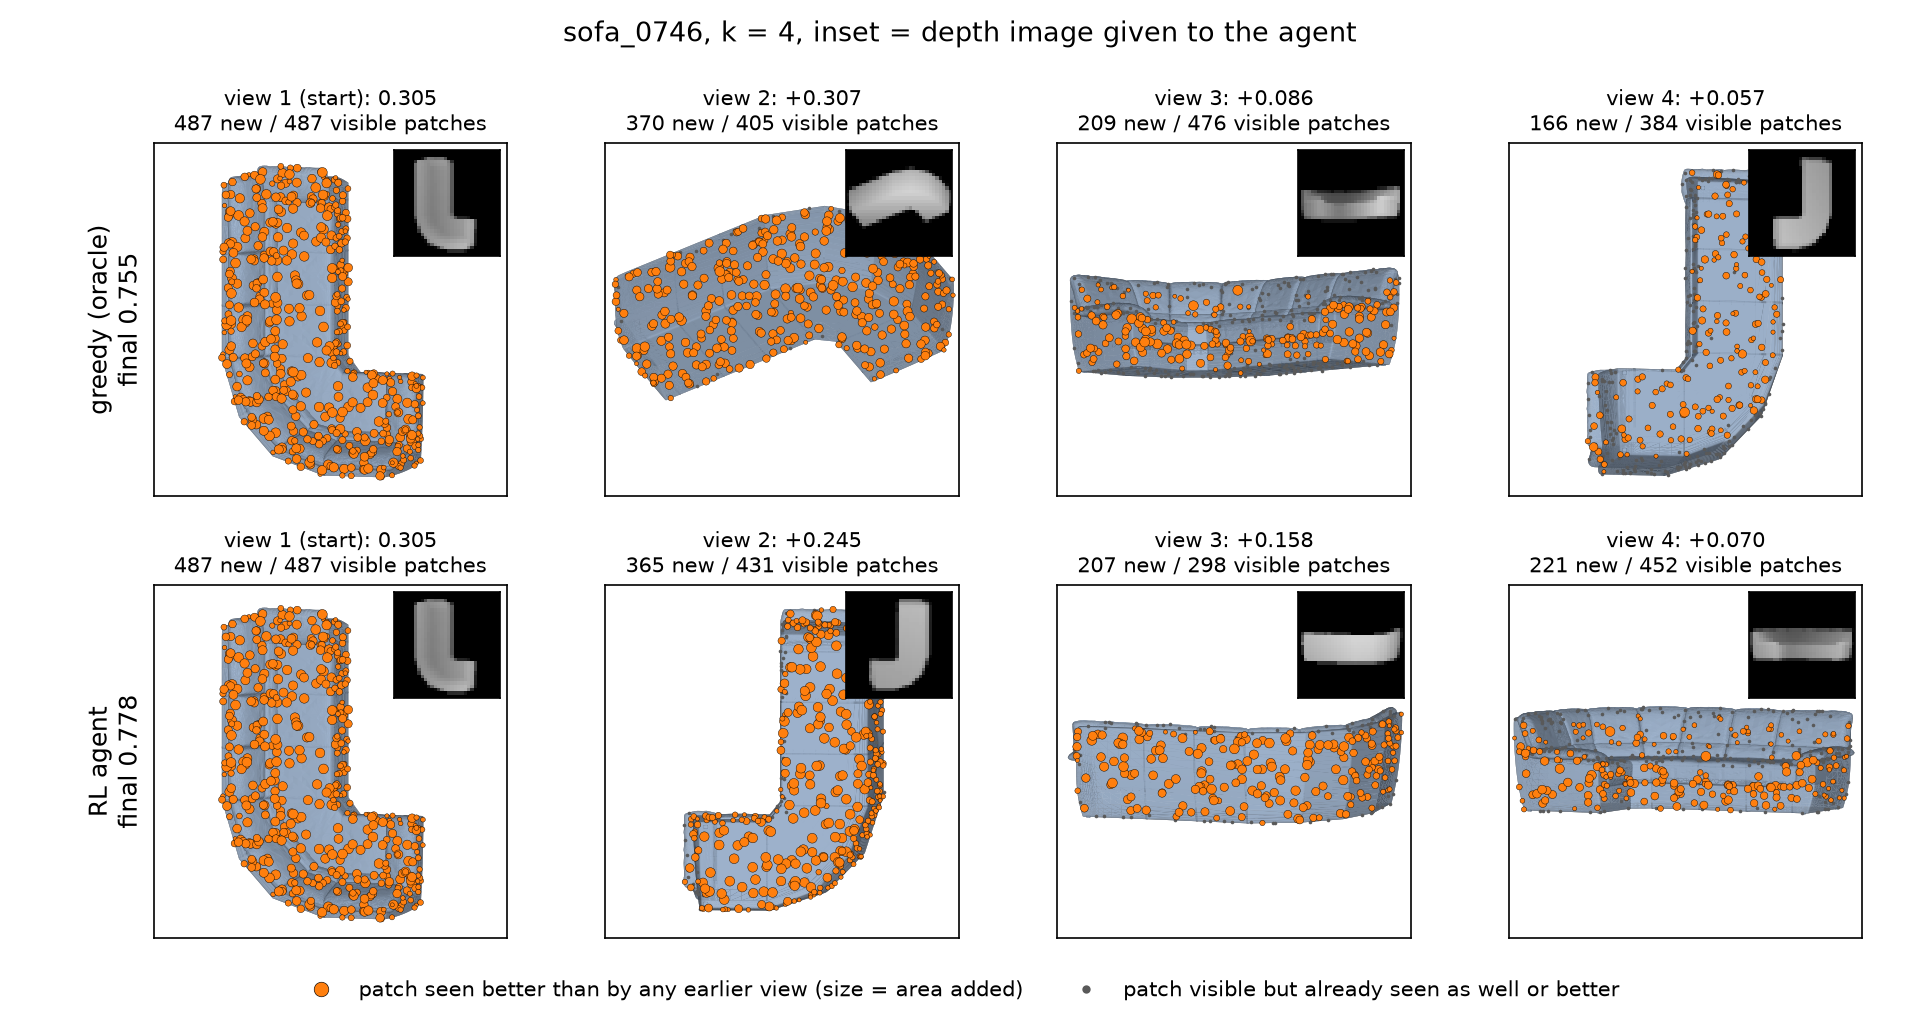 sofa_0746, k = 4, inset = depth image given to the agent
view 1 (start): 0.305
487 new / 487 visible patches
view 2: +0.307
370 new / 405 visible patches
view 3: +0.086
209 new / 476 visible patches
view 4: +0.057
166 new / 384 visible patches
greedy (oracle)
final 0.755
view 1 (start): 0.305
487 new / 487 visible patches
view 2: +0.245
365 new / 431 visible patches
view 3: +0.158
207 new / 298 visible patches
view 4: +0.070
221 new / 452 visible patches
RL agent
final 0.778
patch seen better than by any earlier view (size = area added)
patch visible but already seen as well or better